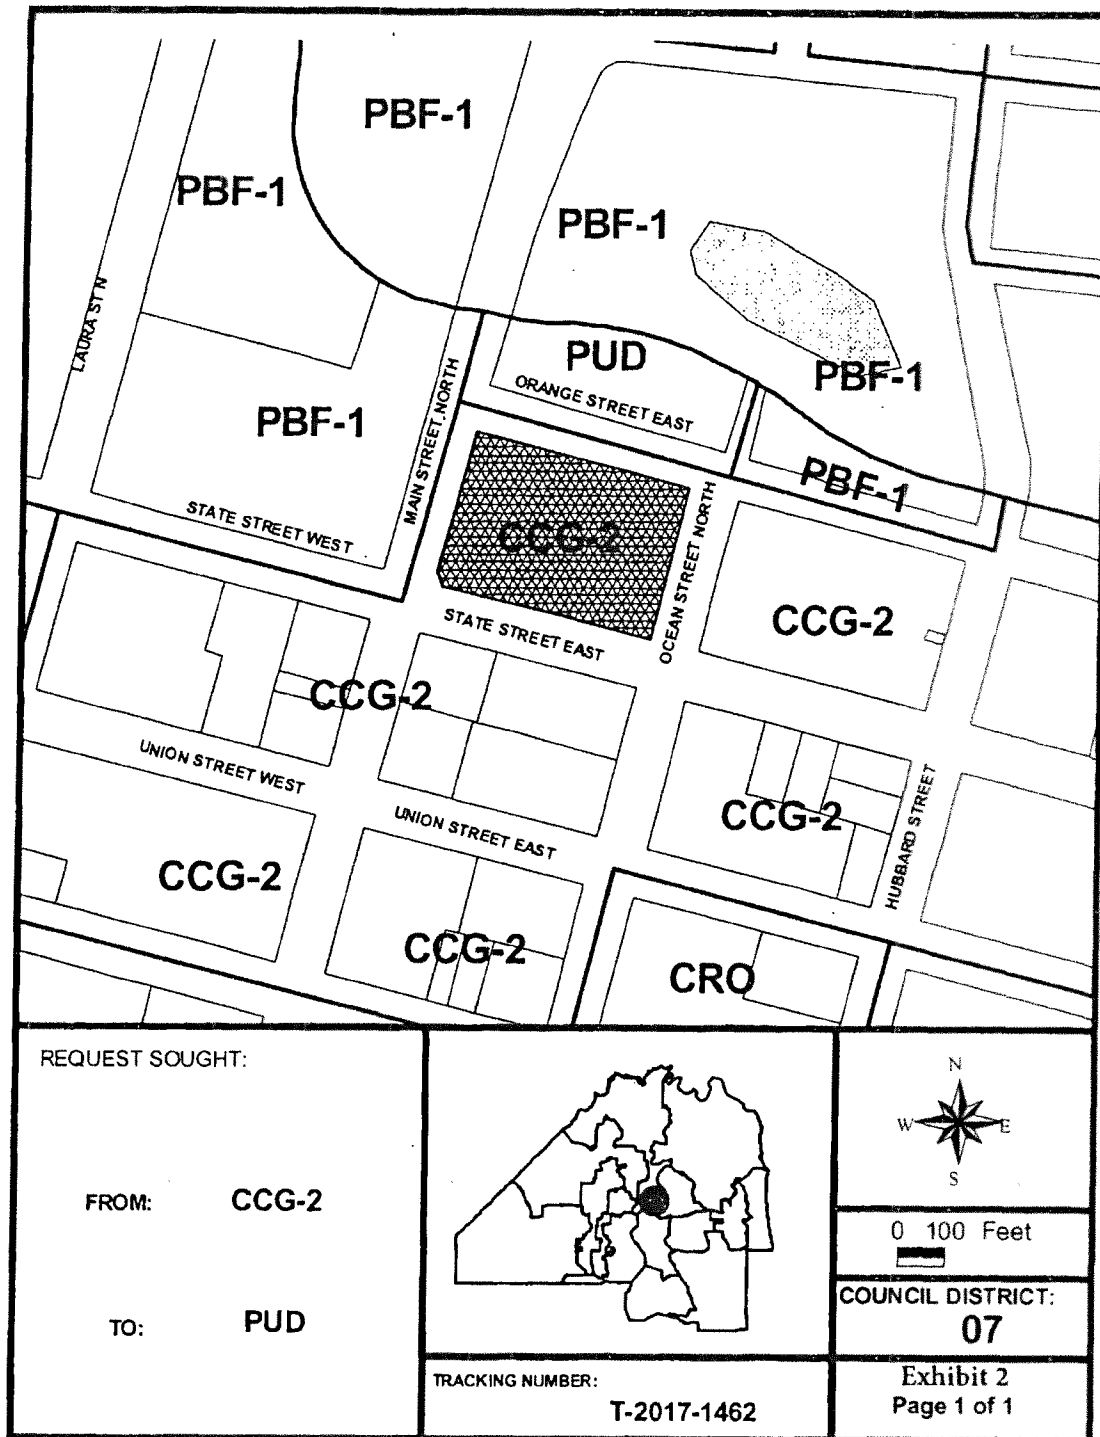 PBF-1
PBF-1
PBF-1
LAURA ST N
PUD
PBF-1
ORANGE STREET EAST
PBF-1
MAIN STREET NORTH
PBF-1
STATE STREET WEST
CCG-2
OCEAN STREET NORTH
CCG-2
STATE STREET EAST
CCG-2
UNION STREET WEST
CCG-2
UNION STREET EAST
HUBBARD STREET
CCG-2
CCG-2
CRO
REQUEST SOUGHT:
FROM: CCG-2
TO: PUD
TRACKING NUMBER:
T-2017-1462
N
W E
S
0 100 Feet
COUNCIL DISTRICT:
07
Exhibit 2
Page 1 of 1